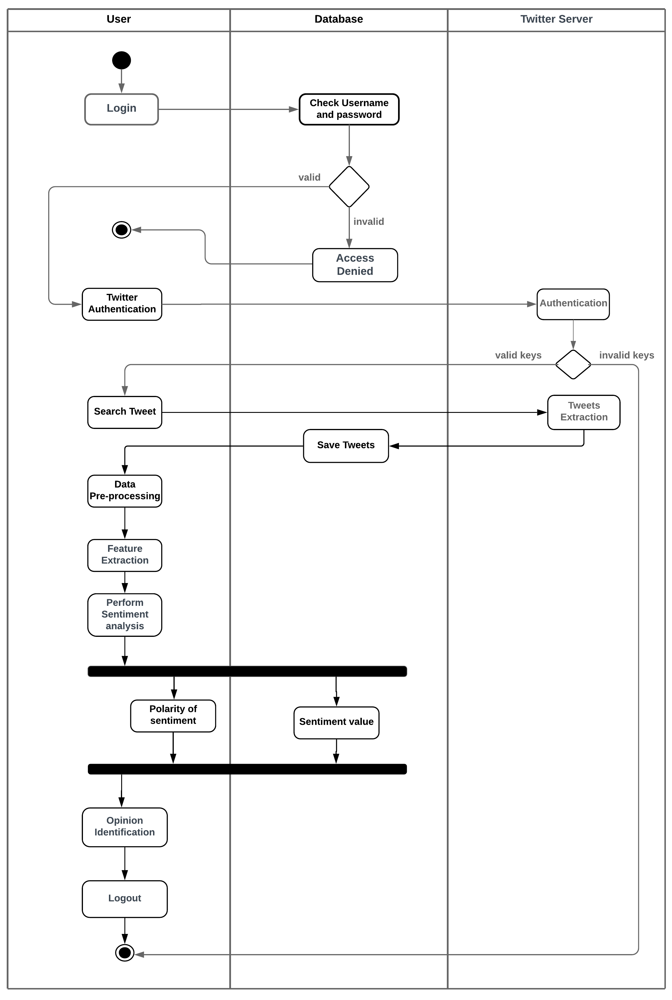 User
Database
Twitter Server
Login
Check Username
and password
valid
invalid
Access
Denied
Twitter
Authentication
Authentication
valid keys
invalid keys
Search Tweet
Tweets
Extraction
Save Tweets
Data
Pre-processing
Feature
Extraction
Perform
Sentiment
analysis
Polarity of
sentiment
Sentiment value
Opinion
Identification
Logout